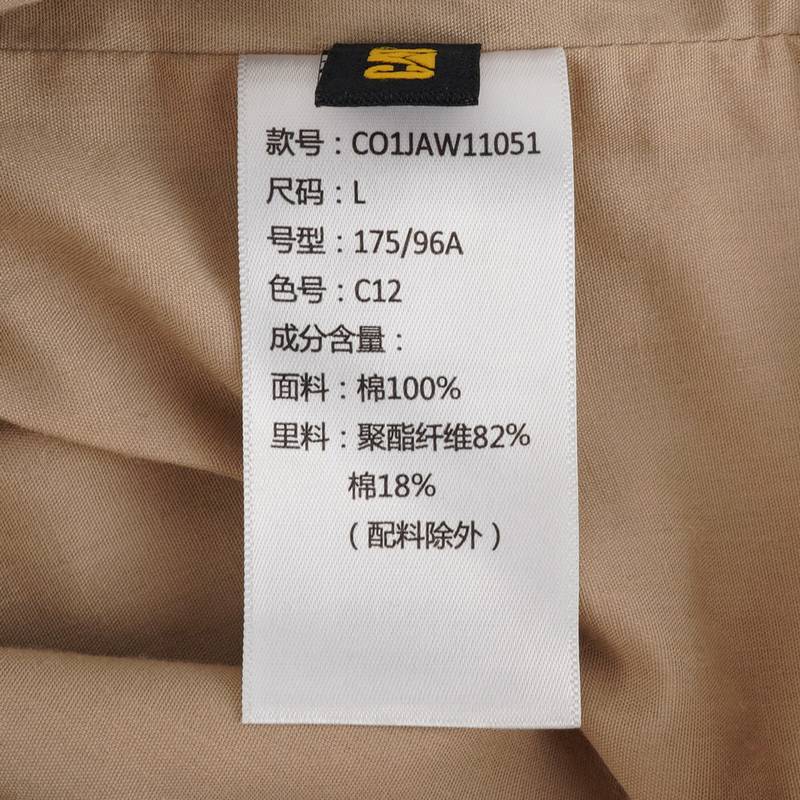 款号：CO1JAW11051
尺码：L
号型：175/96A
色号：C12
成分含量：
面料：棉100%
里料：聚酯纤维82%
棉18%
（配料除外）